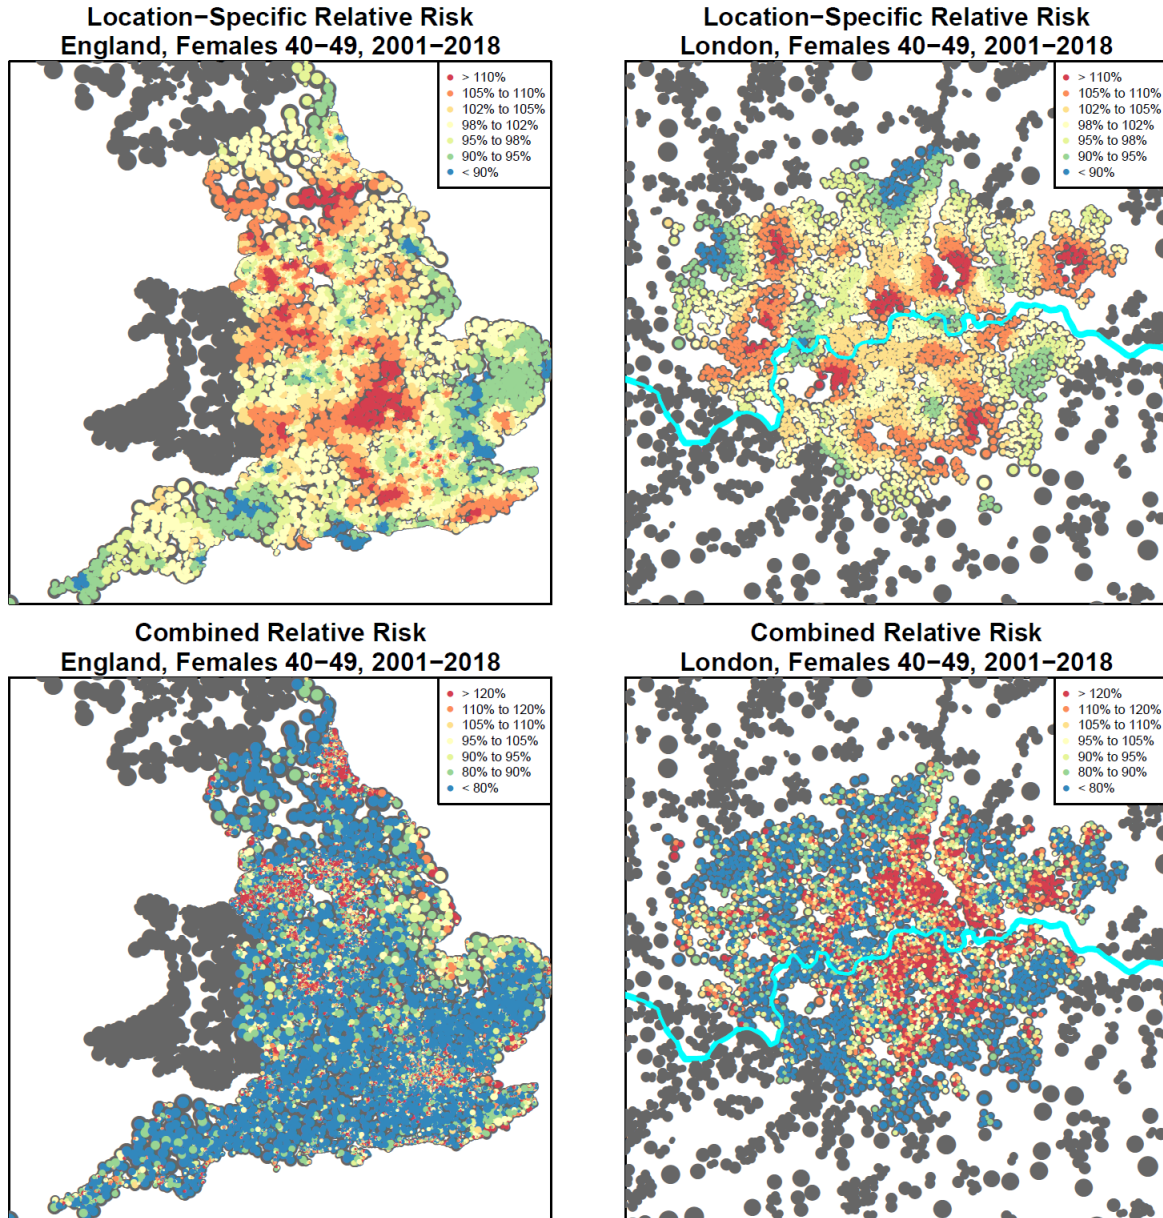 Location−Specific Relative Risk
England, Females 40−49, 2001−2018
> 110%
105% to 110%
102% to 105%
98% to 102%
95% to 98%
90% to 95%
< 90%
Location−Specific Relative Risk
London, Females 40−49, 2001−2018
> 110%
105% to 110%
102% to 105%
98% to 102%
95% to 98%
90% to 95%
< 90%
Combined Relative Risk
England, Females 40−49, 2001−2018
> 120%
110% to 120%
105% to 110%
95% to 105%
90% to 95%
80% to 90%
< 80%
Combined Relative Risk
London, Females 40−49, 2001−2018
> 120%
110% to 120%
105% to 110%
95% to 105%
90% to 95%
80% to 90%
< 80%